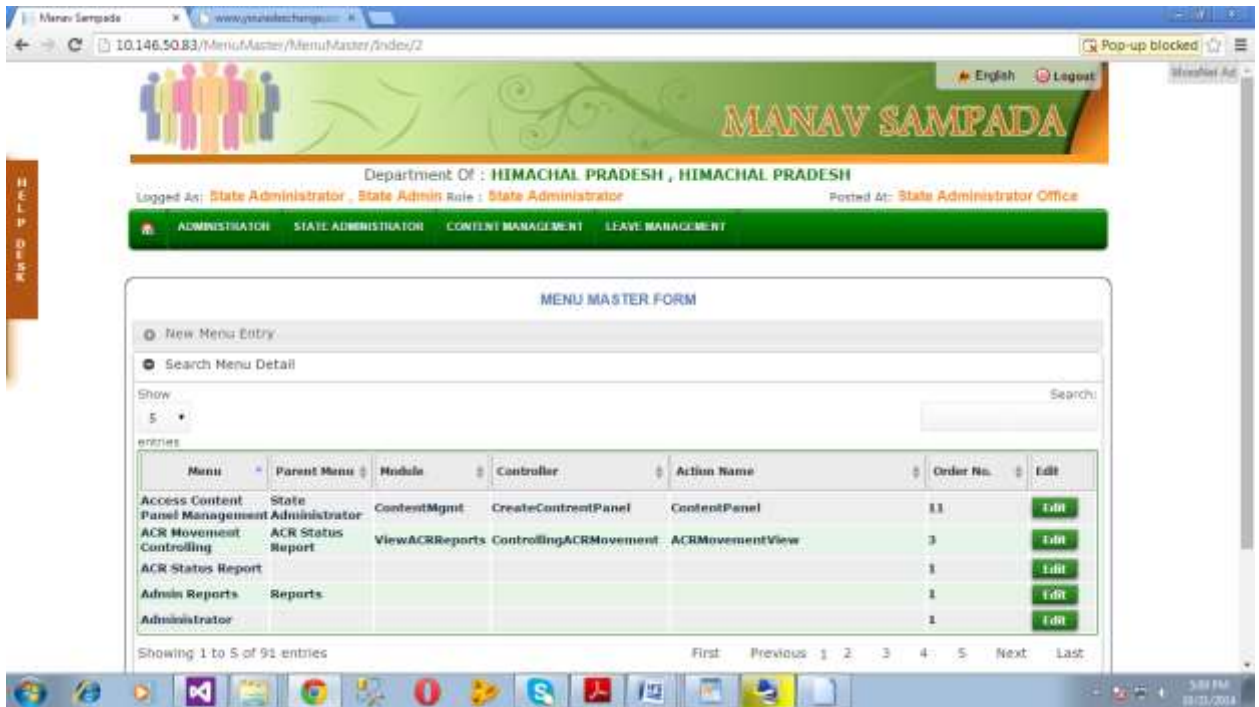 Manav Sampada
10.146.50.83/MenuMaster/MenuMaster/Index/2
Pop-up blocked
English Logout
MANAV SAMPADA
HELP DESK
Department Of : HIMACHAL PRADESH , HIMACHAL PRADESH
Logged As: State Administrator , State Admin Role : State Administrator Posted At: State Administrator Office
ADMINISTRATOR STATE ADMINISTRATOR CONTENT MANAGEMENT LEAVE MANAGEMENT
MENU MASTER FORM
New Menu Entry
Search Menu Detail
Show Search:
5
entries
Menu Parent Menu Module Controller Action Name Order No. Edit
Access Content Panel Management State Administrator ContentMgmt CreateContrentPanel ContentPanel 11 Edit
ACR Movement Controlling ACR Status Report ViewACRReports ControllingACRMovement ACRMovementView 3 Edit
ACR Status Report 1 Edit
Admin Reports Reports 1 Edit
Administrator 1 Edit
Showing 1 to 5 of 91 entries First Previous 1 2 3 4 5 Next Last